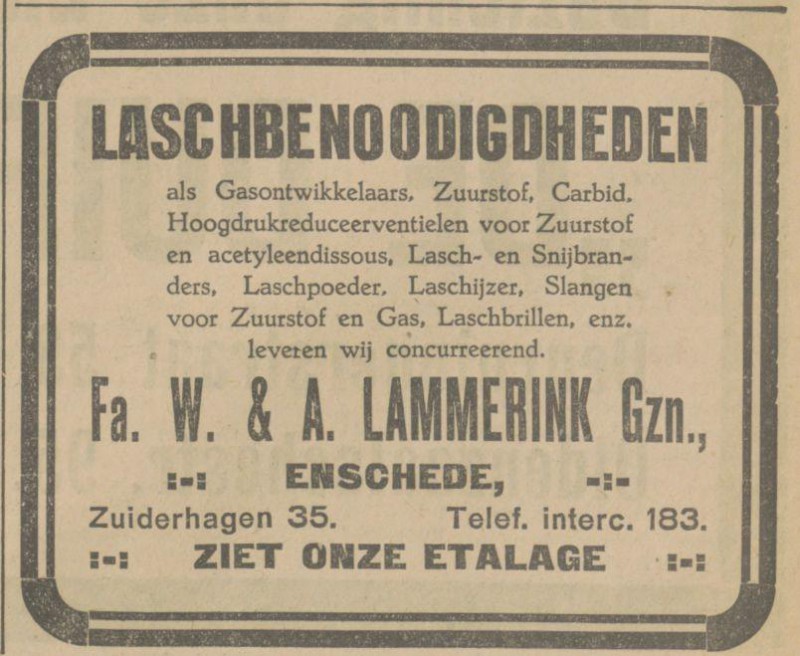 LASCHBENOODIGDHEDEN
als Gasontwikkelaars, Zuurstof, Carbid,
Hoogdrukreduceerventielen voor Zuurstof
en acetyleendissous, Lasch- en Snijbran-
ders, Laschpoeder, Laschijzer, Slangen
voor Zuurstof en Gas, Laschbrillen, enz.
leveren wij concurreerend.
Fa. W. & A. LAMMERINK Gzn.,
:-: ENSCHEDE, -:-
Zuiderhagen 35. Telef. interc. 183.
:-: ZIET ONZE ETALAGE :-: